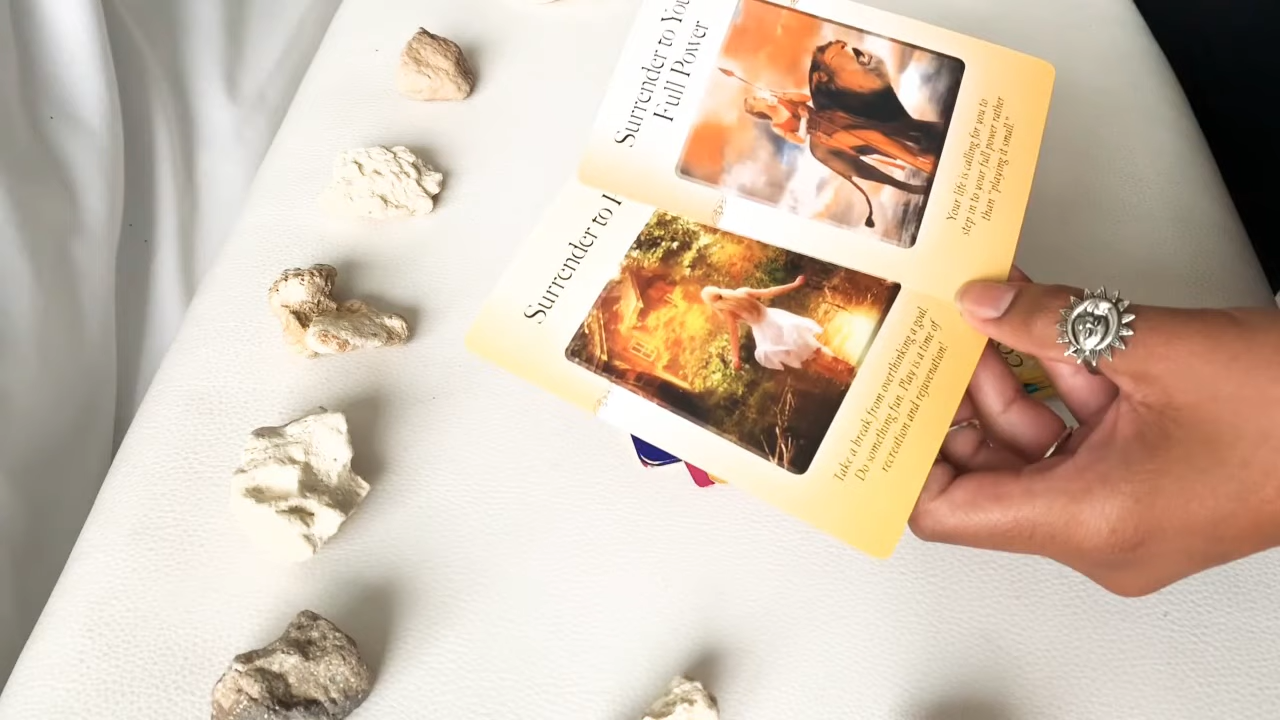 Surrender to You
Full Power
Your life is calling for you to
step in to your full power rather
than "playing it small."
Surrender to
Take a break from overthinking a goal.
Do something fun. Play is a time of
recreation and rejuvenation!